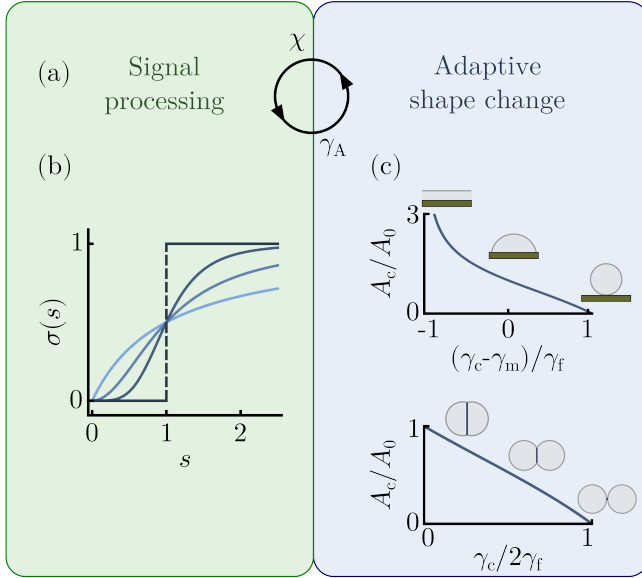 χ
(a)
Signal
processing
Adaptive
shape change
γ_A
(b)
(c)
1
σ(s)
0
0
1
2
s
3
A_c/A_0
0
-1
0
1
(γ_c-γ_m)/γ_f
1
A_c/A_0
0
0
1
γ_c/2γ_f